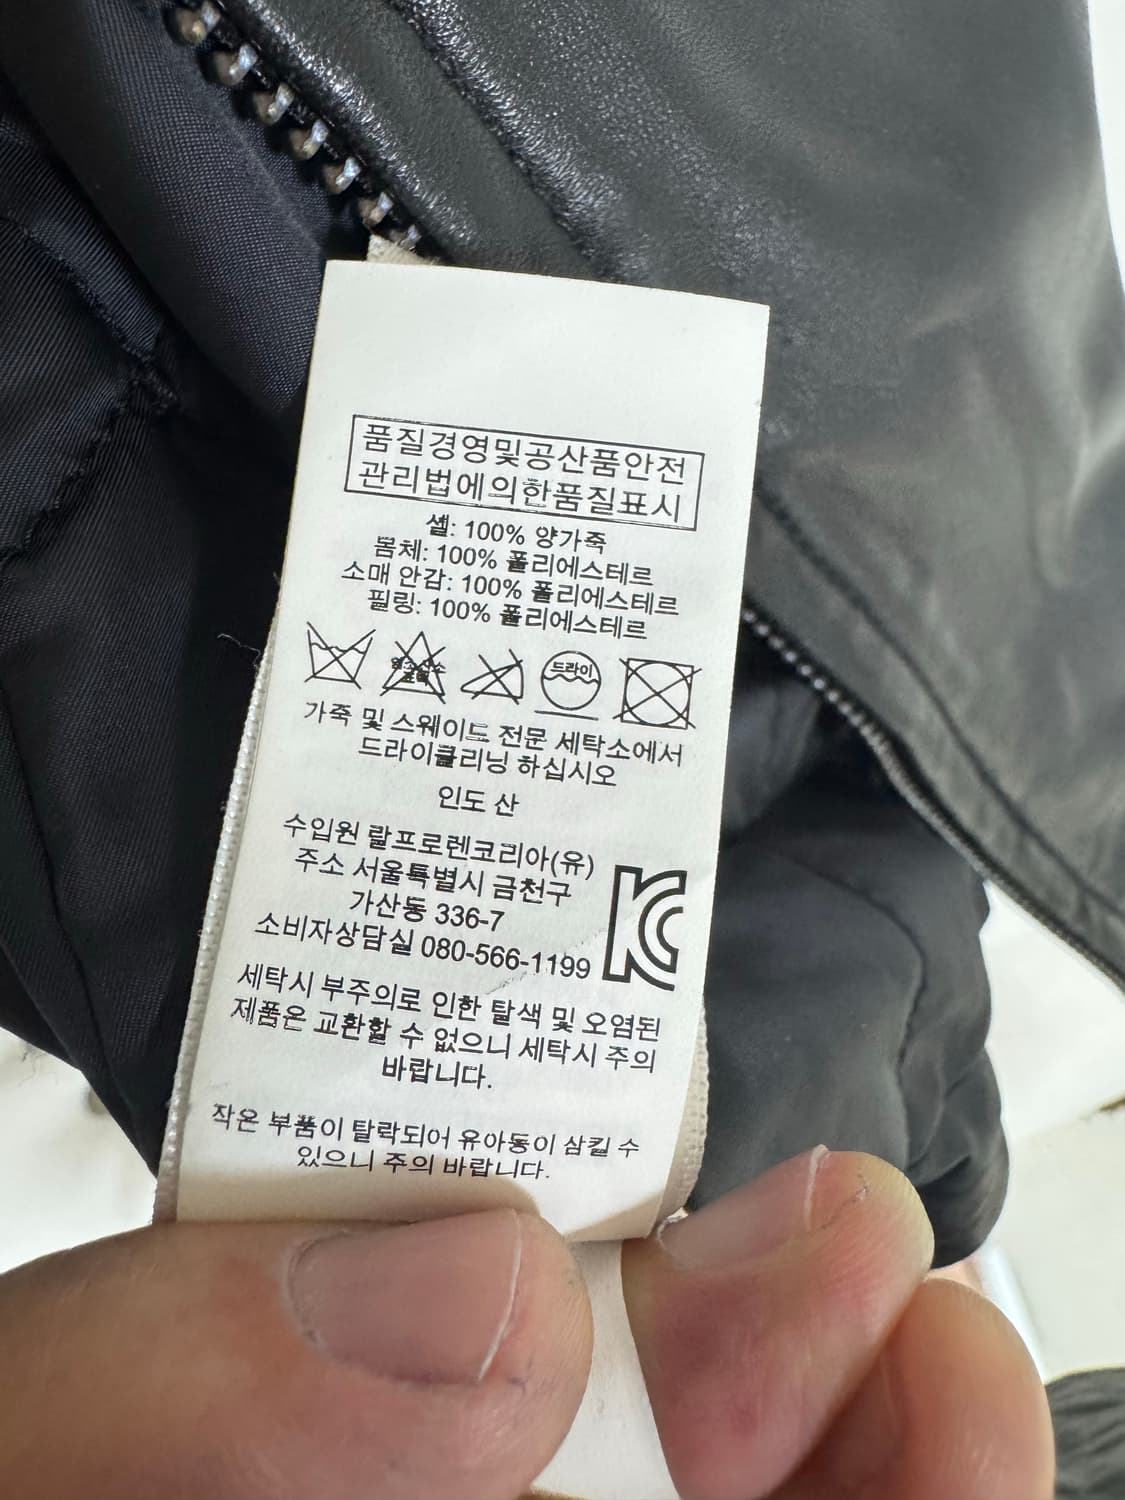 품질경영및공산품안전
관리법에의한품질표시
셸: 100% 양가죽
몸체: 100% 폴리에스테르
소매 안감: 100% 폴리에스테르
필링: 100% 폴리에스테르
드라이
가죽 및 스웨이드 전문 세탁소에서
드라이클리닝 하십시오
인도 산
수입원 랄프로렌코리아(유)
주소 서울특별시 금천구
가산동 336-7
소비자상담실 080-566-1199
KC
세탁시 부주의로 인한 탈색 및 오염된
제품은 교환할 수 없으니 세탁시 주의
바랍니다.
작은 부품이 탈락되어 유아동이 삼킬 수
있으니 주의 바랍니다.